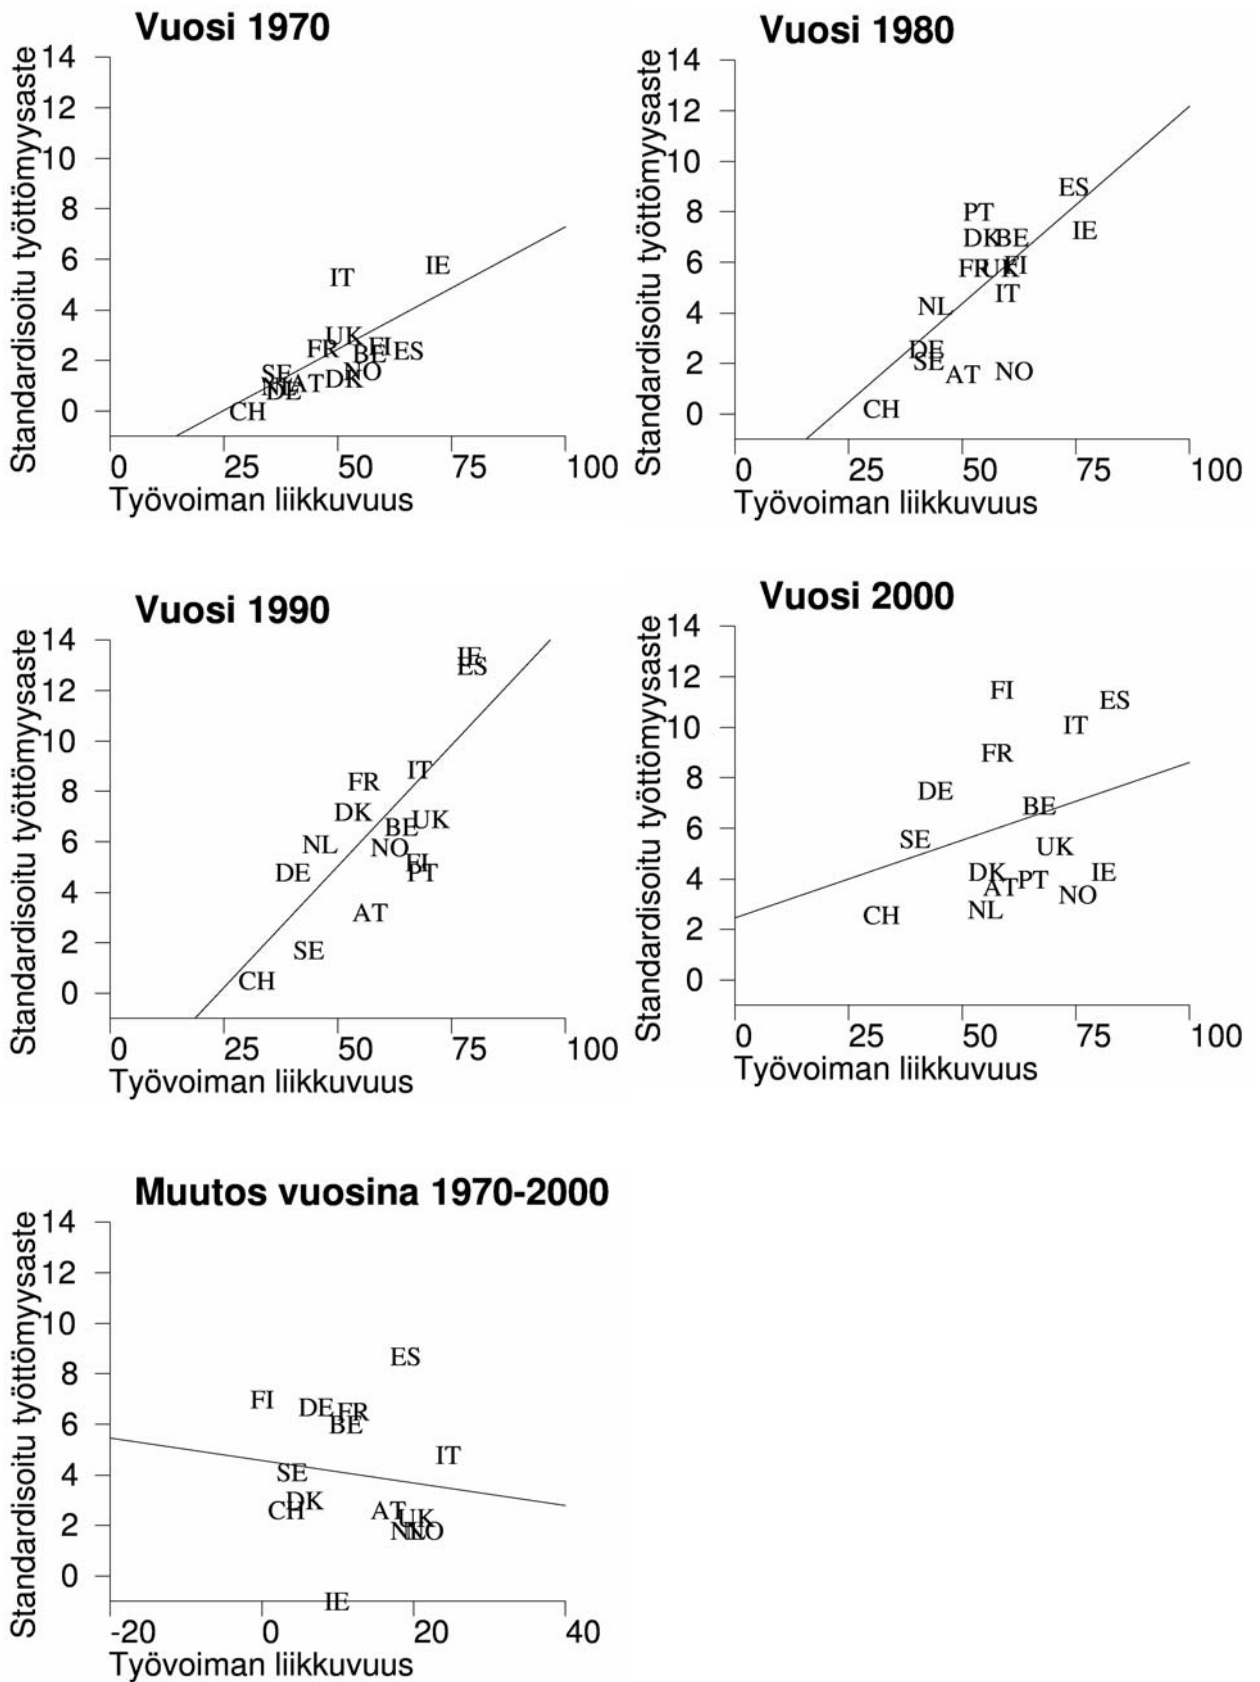 Vuosi 1970
Standardisoitu työttömyysaste
14
12
10
8
6
4
2
0
IT
IE
UK
FR
FI
BE
ES
SE
NO
DK
AT
NL
DE
CH
0 25 50 75 100
Työvoiman liikkuvuus
Vuosi 1980
Standardisoitu työttömyysaste
14
12
10
8
6
4
2
0
ES
PT
IE
DK
BE
FR
UK
FI
IT
NL
DE
SE
AT
NO
CH
0 25 50 75 100
Työvoiman liikkuvuus
Vuosi 1990
Standardisoitu työttömyysaste
14
12
10
8
6
4
2
0
IE
ES
IT
FR
DK
UK
BE
NL
NO
FI
DE
PT
AT
SE
CH
0 25 50 75 100
Työvoiman liikkuvuus
Vuosi 2000
Standardisoitu työttömyysaste
14
12
10
8
6
4
2
0
FI
ES
IT
FR
DE
BE
SE
UK
DK
IE
AT
PT
NO
NL
CH
0 25 50 75 100
Työvoiman liikkuvuus
Muutos vuosina 1970-2000
Standardisoitu työttömyysaste
14
12
10
8
6
4
2
0
ES
FI
DE
FR
BE
IT
SE
DK
CH
AT
UK
NL
NO
IE
-20 0 20 40
Työvoiman liikkuvuus